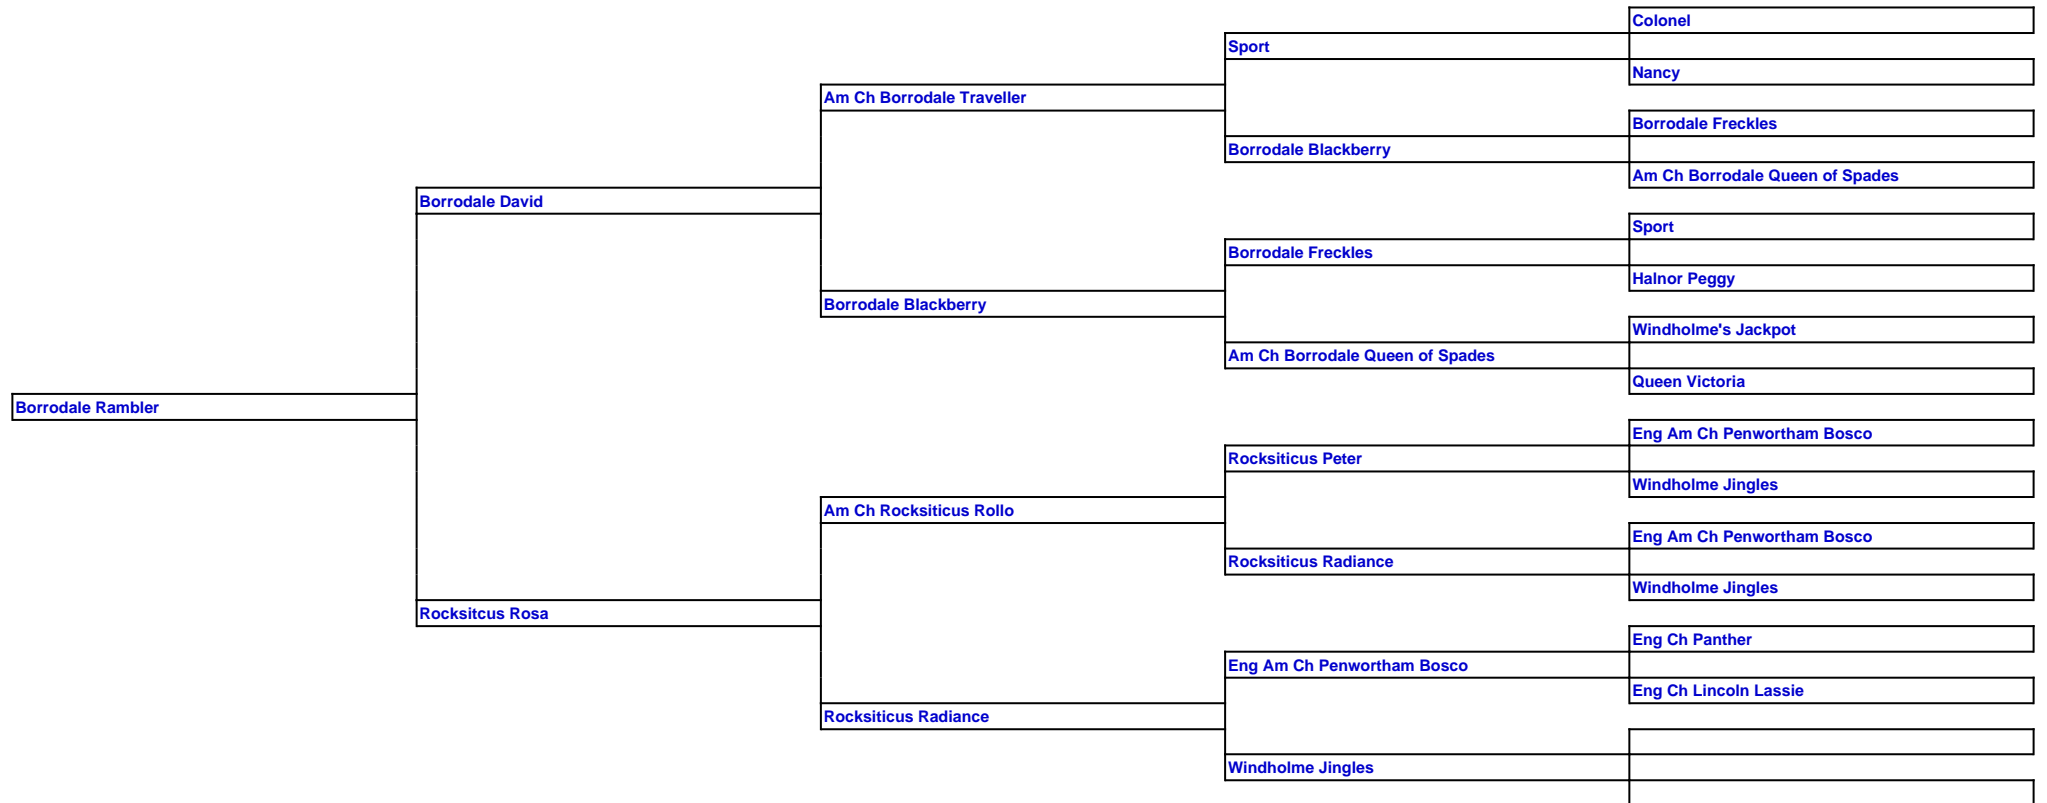 Colonel
Sport
Nancy
Am Ch Borrodale Traveller
Borrodale Freckles
Borrodale Blackberry
Am Ch Borrodale Queen of Spades
Borrodale David
Sport
Borrodale Freckles
Halnor Peggy
Borrodale Blackberry
Windholme's Jackpot
Am Ch Borrodale Queen of Spades
Queen Victoria
Borrodale Rambler
Eng Am Ch Penwortham Bosco
Rocksiticus Peter
Windholme Jingles
Am Ch Rocksiticus Rollo
Eng Am Ch Penwortham Bosco
Rocksiticus Radiance
Windholme Jingles
Rocksitcus Rosa
Eng Ch Panther
Eng Am Ch Penwortham Bosco
Eng Ch Lincoln Lassie
Rocksiticus Radiance
Windholme Jingles